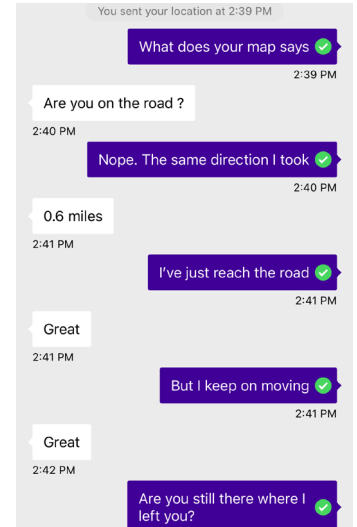 You sent your location at 2:39 PM
What does your map says
2:39 PM
Are you on the road ?
2:40 PM
Nope. The same direction I took
2:40 PM
0.6 miles
2:41 PM
I've just reach the road
2:41 PM
Great
2:41 PM
But I keep on moving
2:41 PM
Great
2:42 PM
Are you still there where I
left you?